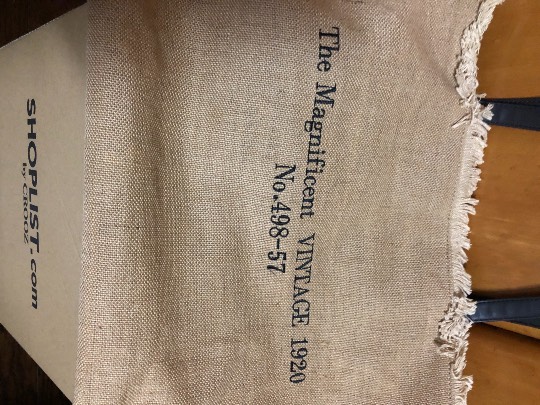 The Magnificent VINTAGE 1920
No.498-57
SHOPLIST.com
by CROOZ